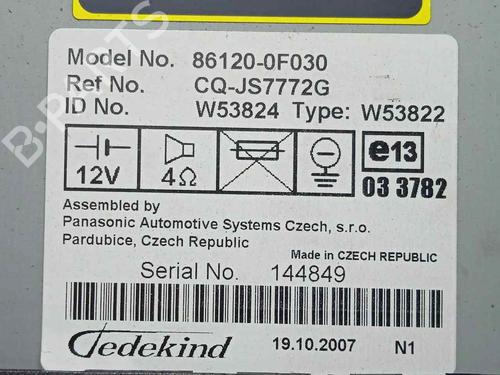 Model No. 86120-0F030
Ref No. CQ-JS7772G
ID No. W53824 Type: W53822
12V
4Ω
e13
03 3782
Assembled by
Panasonic Automotive Systems Czech, s.r.o.
Pardubice, Czech Republic
Made in CZECH REPUBLIC
Serial No. 144849
Gedekind 19.10.2007 N1
B-PARTS